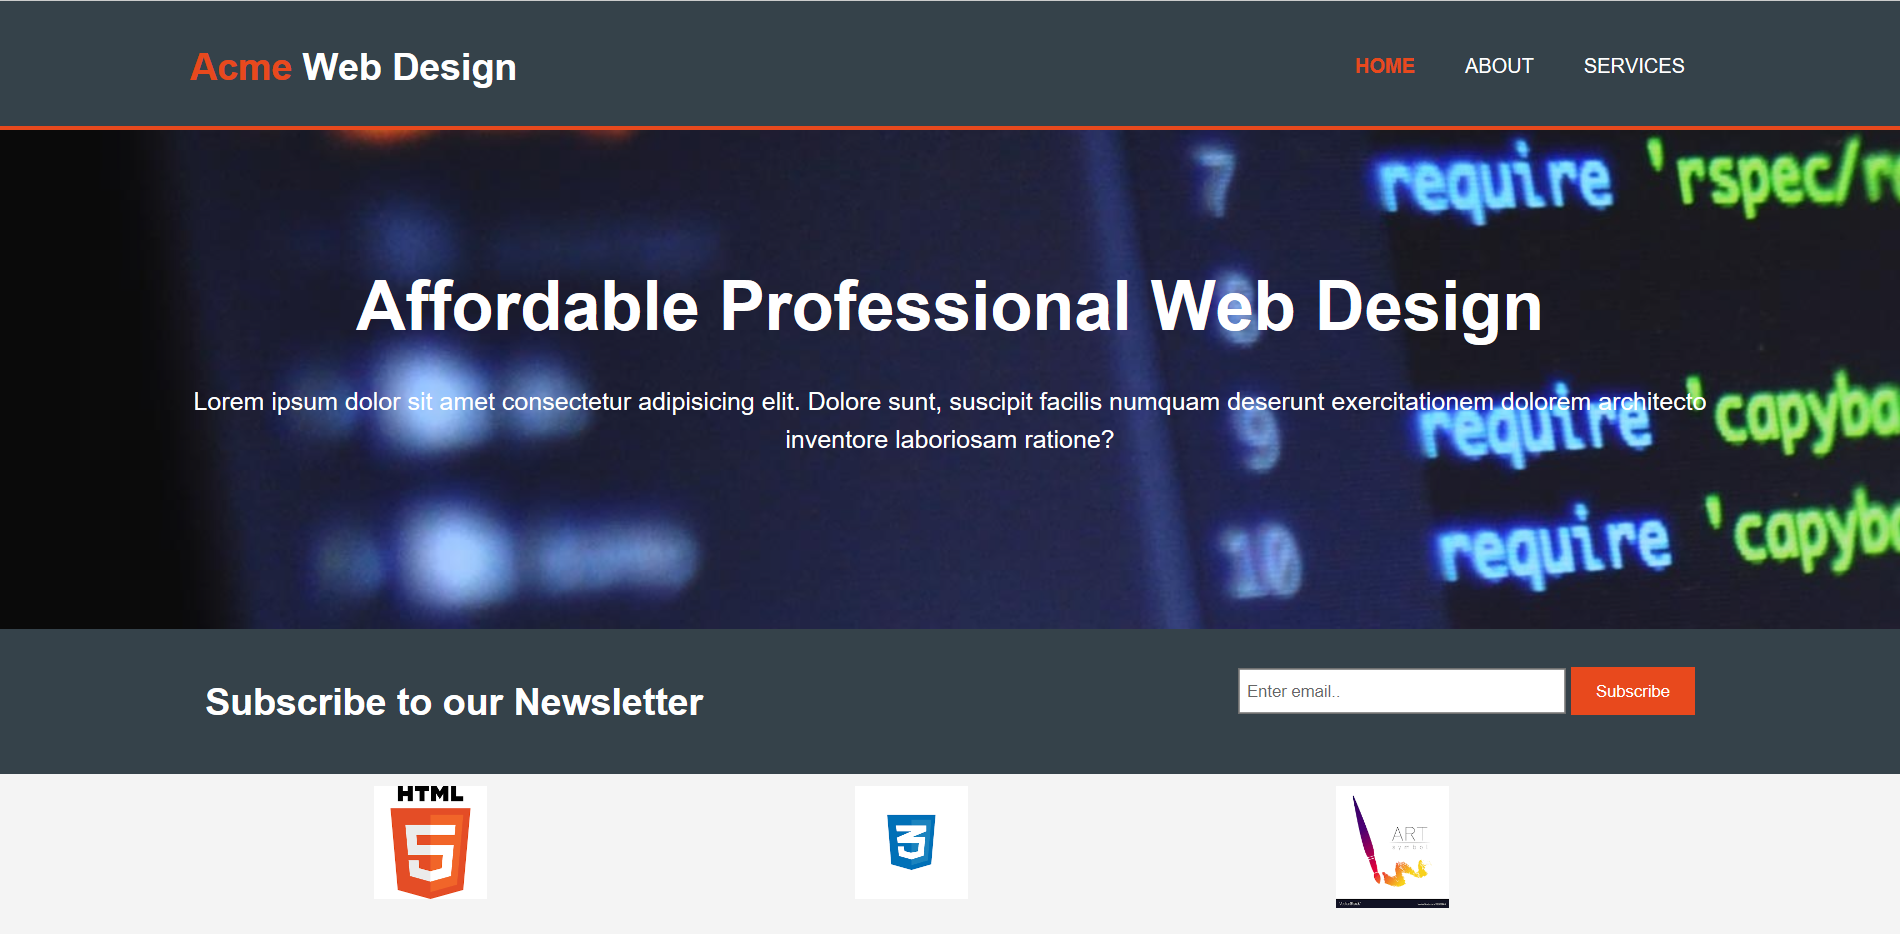 Acme Web Design
HOME ABOUT SERVICES
7 require 'rspec/
Affordable Professional Web Design
Lorem ipsum dolor sit amet consectetur adipisicing elit. Dolore sunt, suscipit facilis numquam deserunt exercitationem dolorem architecto
inventore laboriosam ratione?
9 require 'capyba
10 require 'capyba
Subscribe to our Newsletter
Enter email..
Subscribe
HTML
5
3
ART
symbol